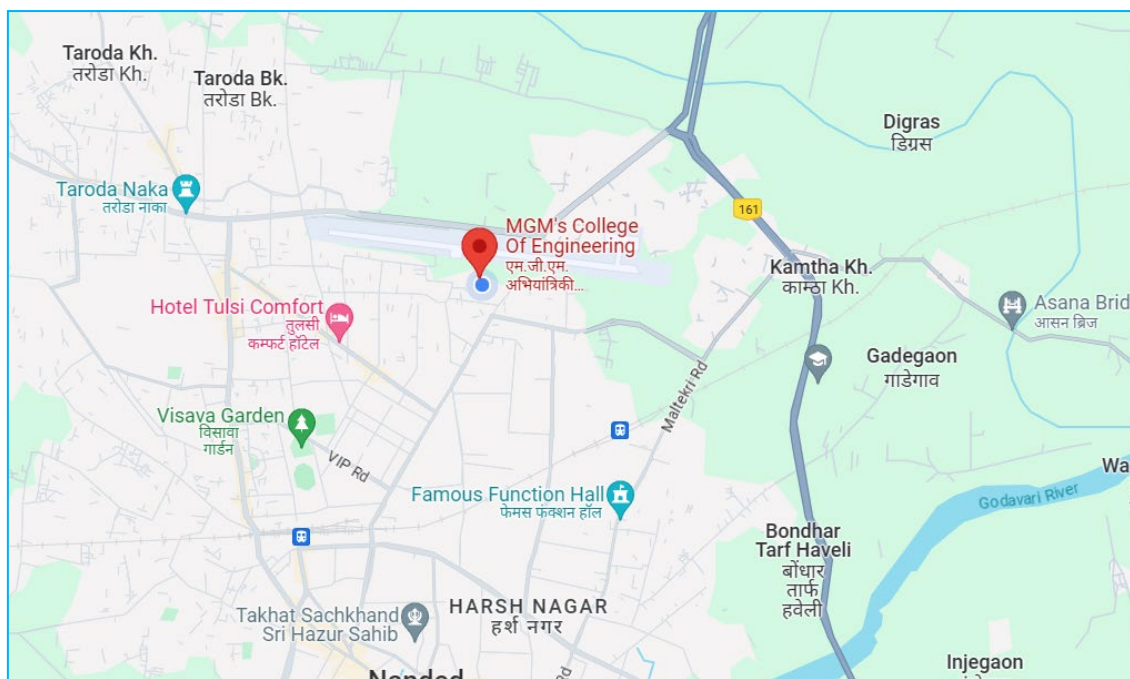 Taroda Kh.
तरोडा Kh.
Taroda Bk.
तरोडा Bk.
Digras
डिग्रस
Taroda Naka
तरोडा नाका
161
MGM's College
Of Engineering
एम.जी.एम.
अभियांत्रिकी...
Kamtha Kh.
काम्ठा Kh.
Hotel Tulsi Comfort
तुलसी
कम्फर्ट हॉटेल
Asana Brid
आसन ब्रिज
Gadegaon
गाडेगाव
Maltekri Rd
Visava Garden
विसावा
गार्डन
VIP Rd
Wa
Famous Function Hall
फेमस फंक्शन हॉल
Godavari River
Bondhar
Tarf Haveli
बोंधार
तार्फ
हवेली
Takhat Sachkhand
Sri Hazur Sahib
HARSH NAGAR
हर्श नगर
Injegaon
Nanded
Rd